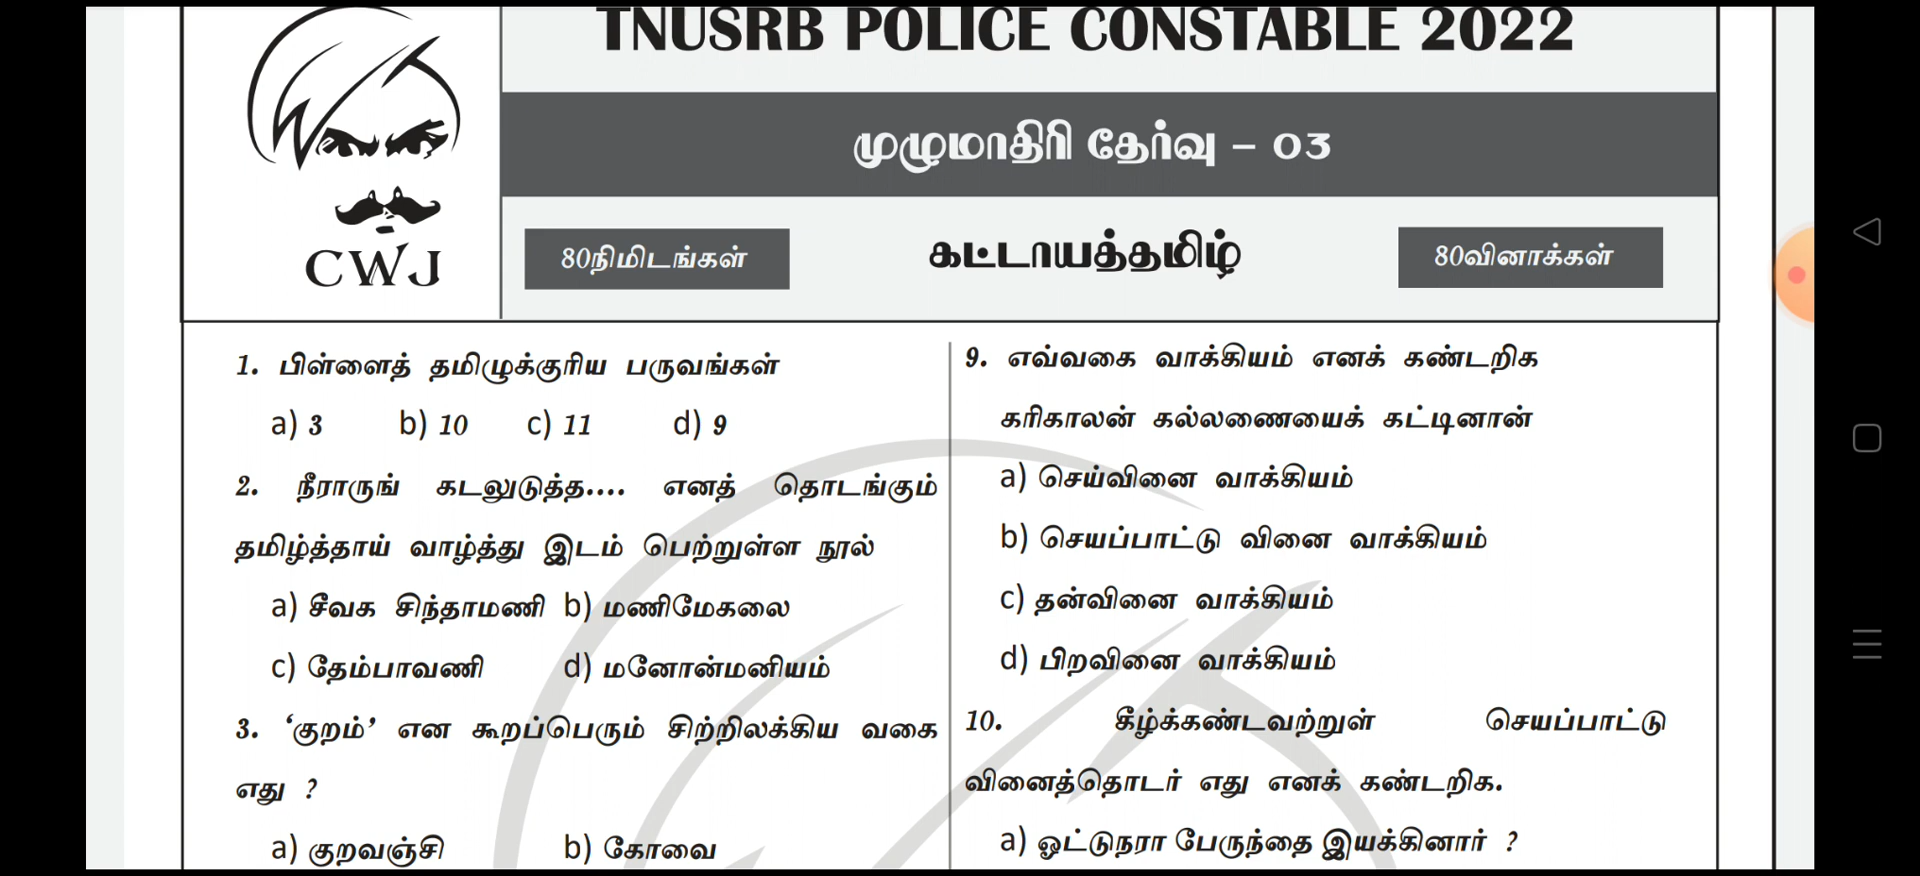 TNUSRB POLICE CONSTABLE 2022
முழுமாதிரி தேர்வு – 03
CWJ
80நிமிடங்கள்
கட்டாயத்தமிழ்
80வினாக்கள்
1. பிள்ளைத் தமிழுக்குரிய பருவங்கள்
a) 3 b) 10 c) 11 d) 9
2. நீராருங் கடலுடுத்த.... எனத் தொடங்கும்
தமிழ்த்தாய் வாழ்த்து இடம் பெற்றுள்ள நூல்
a) சீவக சிந்தாமணி b) மணிமேகலை
c) தேம்பாவணி d) மனோன்மனியம்
3. ‘குறம்’ என கூறப்பெரும் சிற்றிலக்கிய வகை
எது ?
a) குறவஞ்சி b) கோவை
9. எவ்வகை வாக்கியம் எனக் கண்டறிக
கரிகாலன் கல்லணையைக் கட்டினான்
a) செய்வினை வாக்கியம்
b) செயப்பாட்டு வினை வாக்கியம்
c) தன்வினை வாக்கியம்
d) பிறவினை வாக்கியம்
10. கீழ்க்கண்டவற்றுள் செயப்பாட்டு
வினைத்தொடர் எது எனக் கண்டறிக.
a) ஓட்டுநரா பேருந்தை இயக்கினார் ?